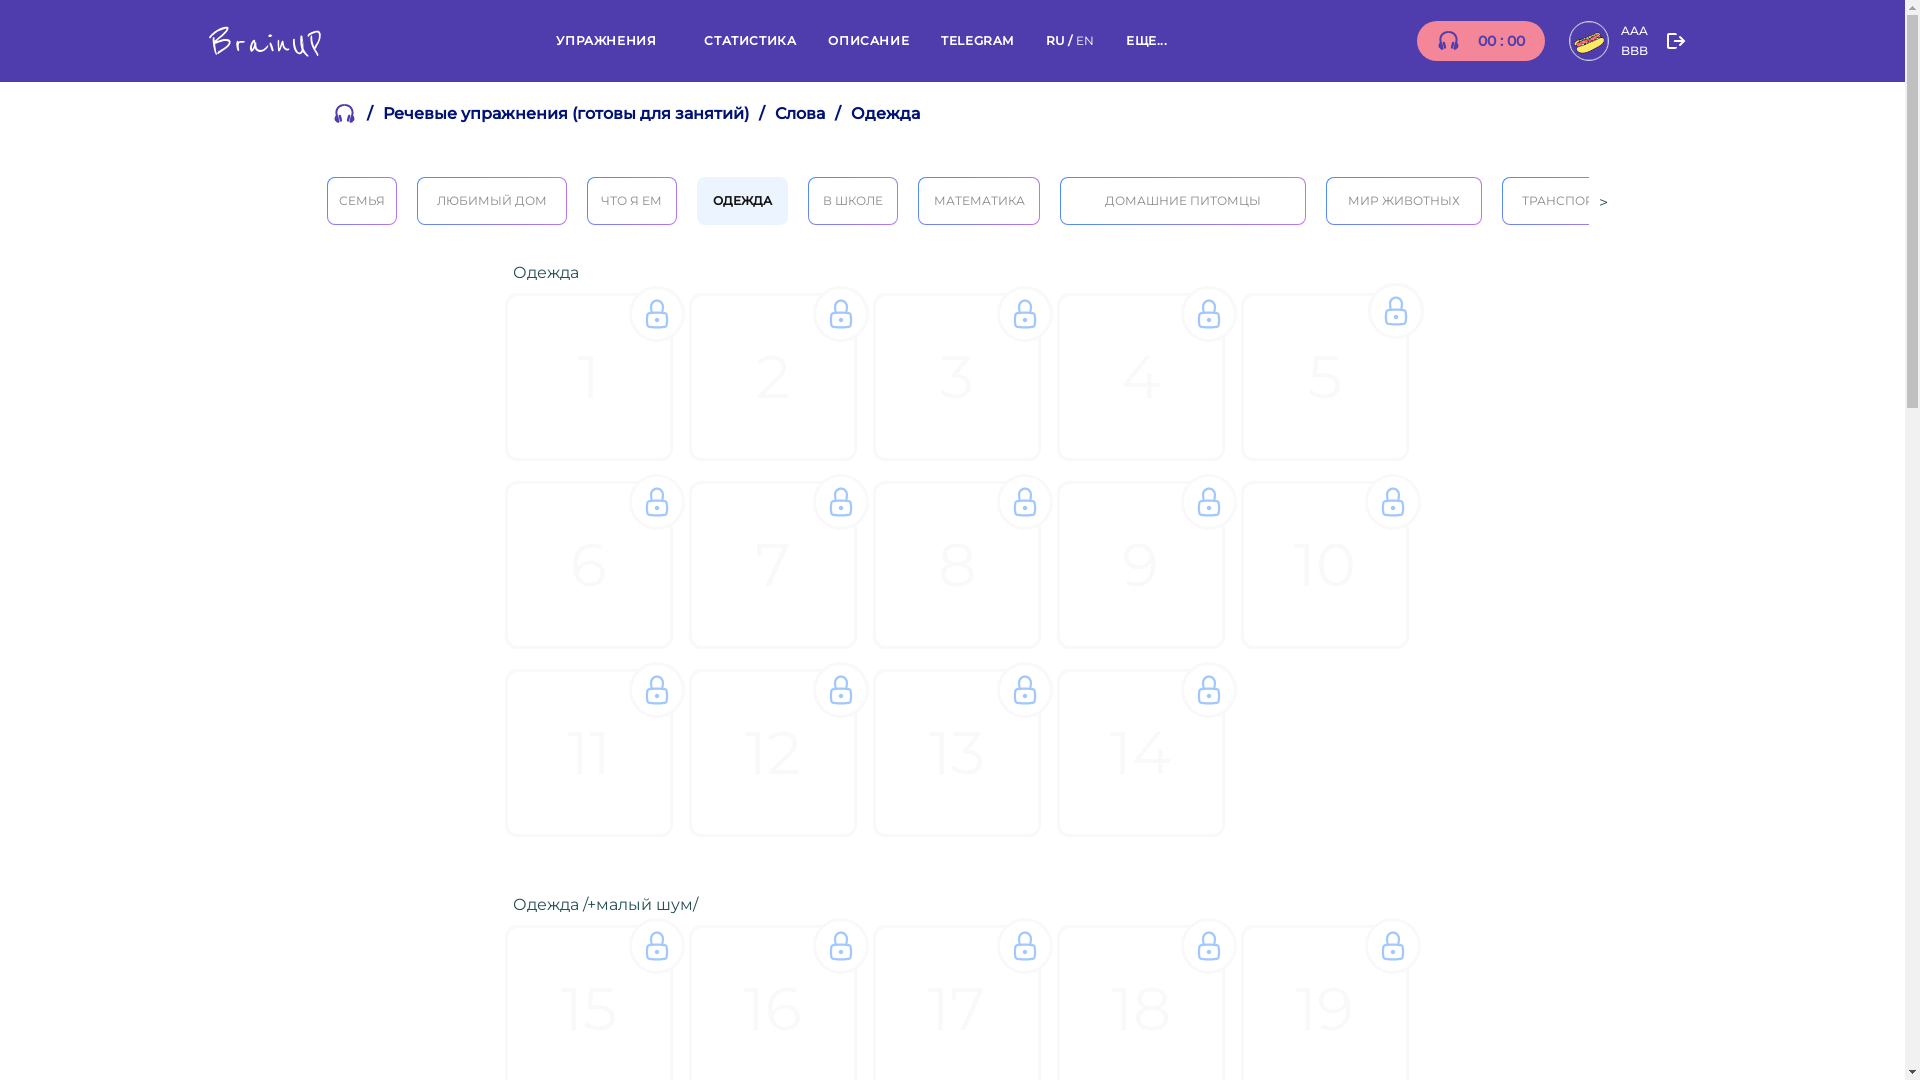 BrainUP УПРАЖНЕНИЯ СТАТИСТИКА ОПИСАНИЕ TELEGRAM RU / EN ЕЩЕ... 00 : 00 AAA
BBB
/ Речевые упражнения (готовы для занятий) / Слова / Одежда
СЕМЬЯ ЛЮБИМЫЙ ДОМ ЧТО Я ЕМ ОДЕЖДА В ШКОЛЕ МАТЕМАТИКА ДОМАШНИЕ ПИТОМЦЫ МИР ЖИВОТНЫХ ТРАНСПОР >
Одежда
1 2 3 4 5
6 7 8 9 10
11 12 13 14
Одежда /+малый шум/
15 16 17 18 19